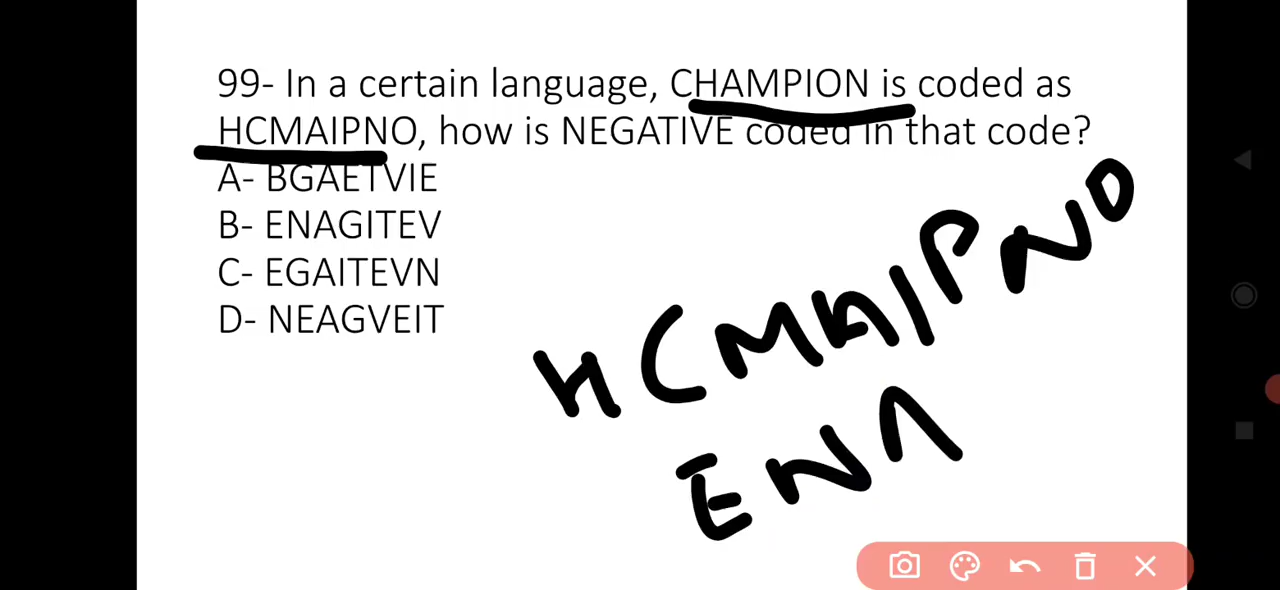 99- In a certain language, CHAMPION is coded as
HCMAIPNO, how is NEGATIVE coded in that code?
A- BGAETVIE
B- ENAGITEV
C- EGAITEVN
D- NEAGVEIT
HCMAIPNO
ENA